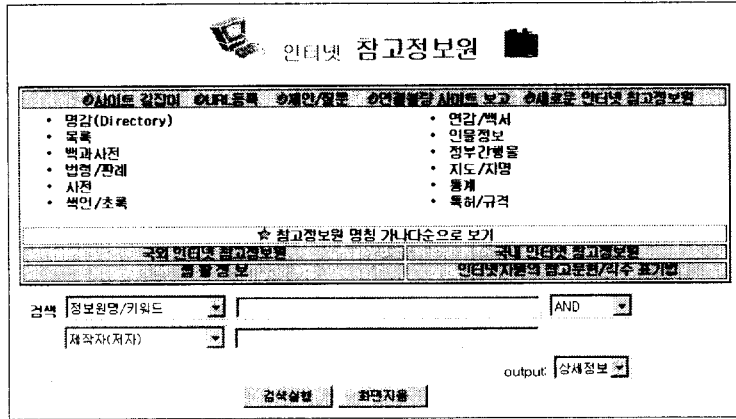 인터넷 참고정보원
사이트 길잡이 URL등록 제안/질문 연결불량 사이트 보고 새로운 인터넷 참고정보원
• 명감(Directory)
• 목록
• 백과사전
• 법령/판례
• 사전
• 색인/초록
• 연감/백서
• 인물정보
• 정부간행물
• 지도/지명
• 통계
• 특허/규격
☆ 참고정보원 명칭 가나다순으로 보기
국외 인터넷 참고정보원 국내 인터넷 참고정보원
인터넷자원의 참고문헌/각주 표기법
검색 정보원명/키워드 AND
제작자(저자)
output: 상세정보
검색실행 화면지움